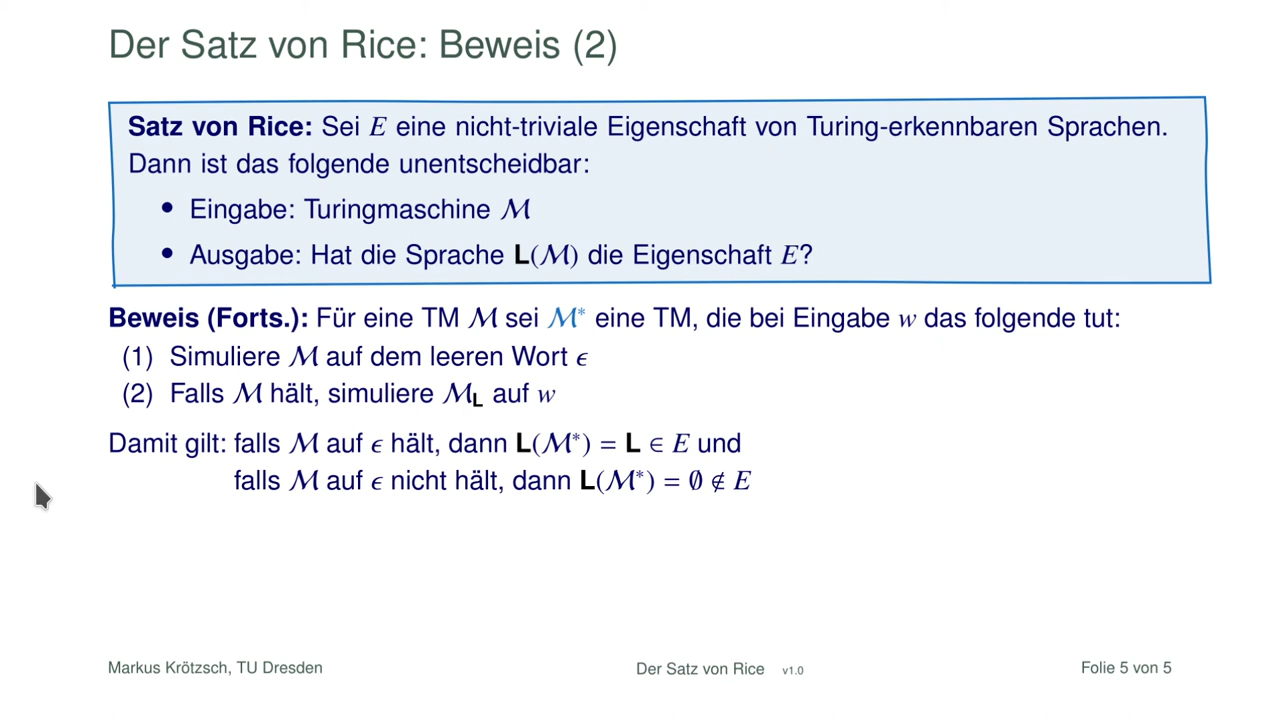 Der Satz von Rice: Beweis (2)
Satz von Rice: Sei E eine nicht-triviale Eigenschaft von Turing-erkennbaren Sprachen.
Dann ist das folgende unentscheidbar:
• Eingabe: Turingmaschine ℳ
• Ausgabe: Hat die Sprache L(ℳ) die Eigenschaft E?
Beweis (Forts.): Für eine TM ℳ sei ℳ* eine TM, die bei Eingabe w das folgende tut:
(1) Simuliere ℳ auf dem leeren Wort ϵ
(2) Falls ℳ hält, simuliere ℳ_L auf w
Damit gilt: falls ℳ auf ϵ hält, dann L(ℳ*) = L ∈ E und
falls ℳ auf ϵ nicht hält, dann L(ℳ*) = ∅ ∉ E
Markus Krötzsch, TU Dresden Der Satz von Rice v1.0 Folie 5 von 5